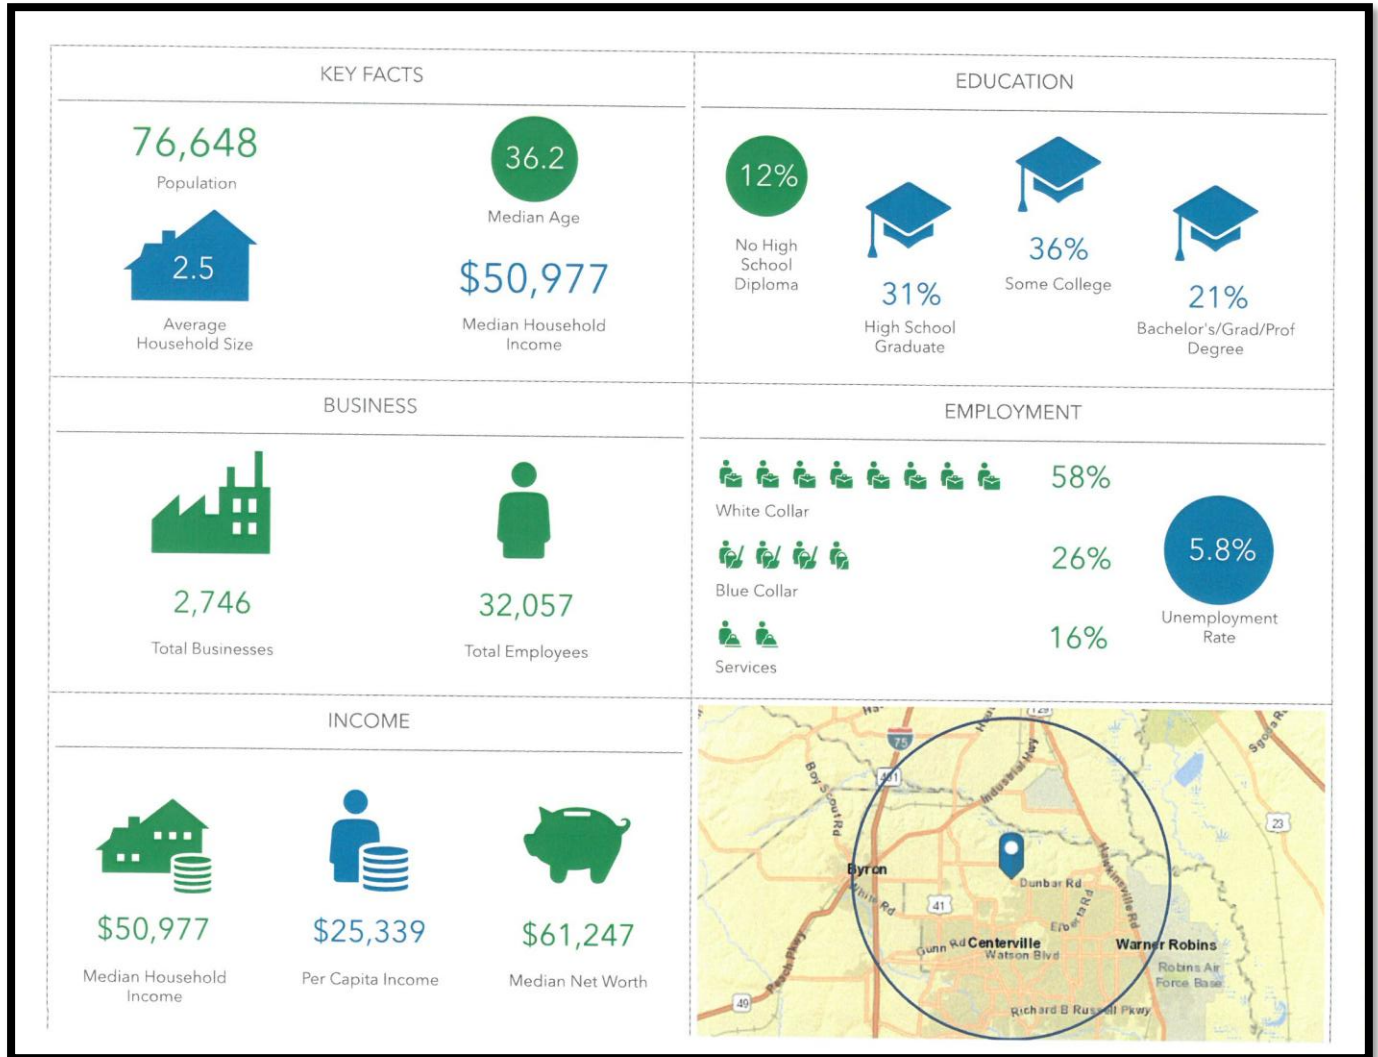 KEY FACTS
76,648
Population
36.2
Median Age
2.5
Average
Household Size
$50,977
Median Household
Income
EDUCATION
12%
No High
School
Diploma
31%
High School
Graduate
36%
Some College
21%
Bachelor's/Grad/Prof
Degree
BUSINESS
2,746
Total Businesses
32,057
Total Employees
EMPLOYMENT
58%
White Collar
26%
Blue Collar
16%
Services
5.8%
Unemployment
Rate
INCOME
$50,977
Median Household
Income
$25,339
Per Capita Income
$61,247
Median Net Worth
75
Boy Scout Rd
Industrial Hwy
23
Byron
White Rd
Dunbar Rd
Hawkinsville Rd
41
Elberta Rd
Gunn Rd
Centerville
Watson Blvd
Warner Robins
Robins Air
Force Base
Peach Pkwy
49
Richard B Russell Pkwy